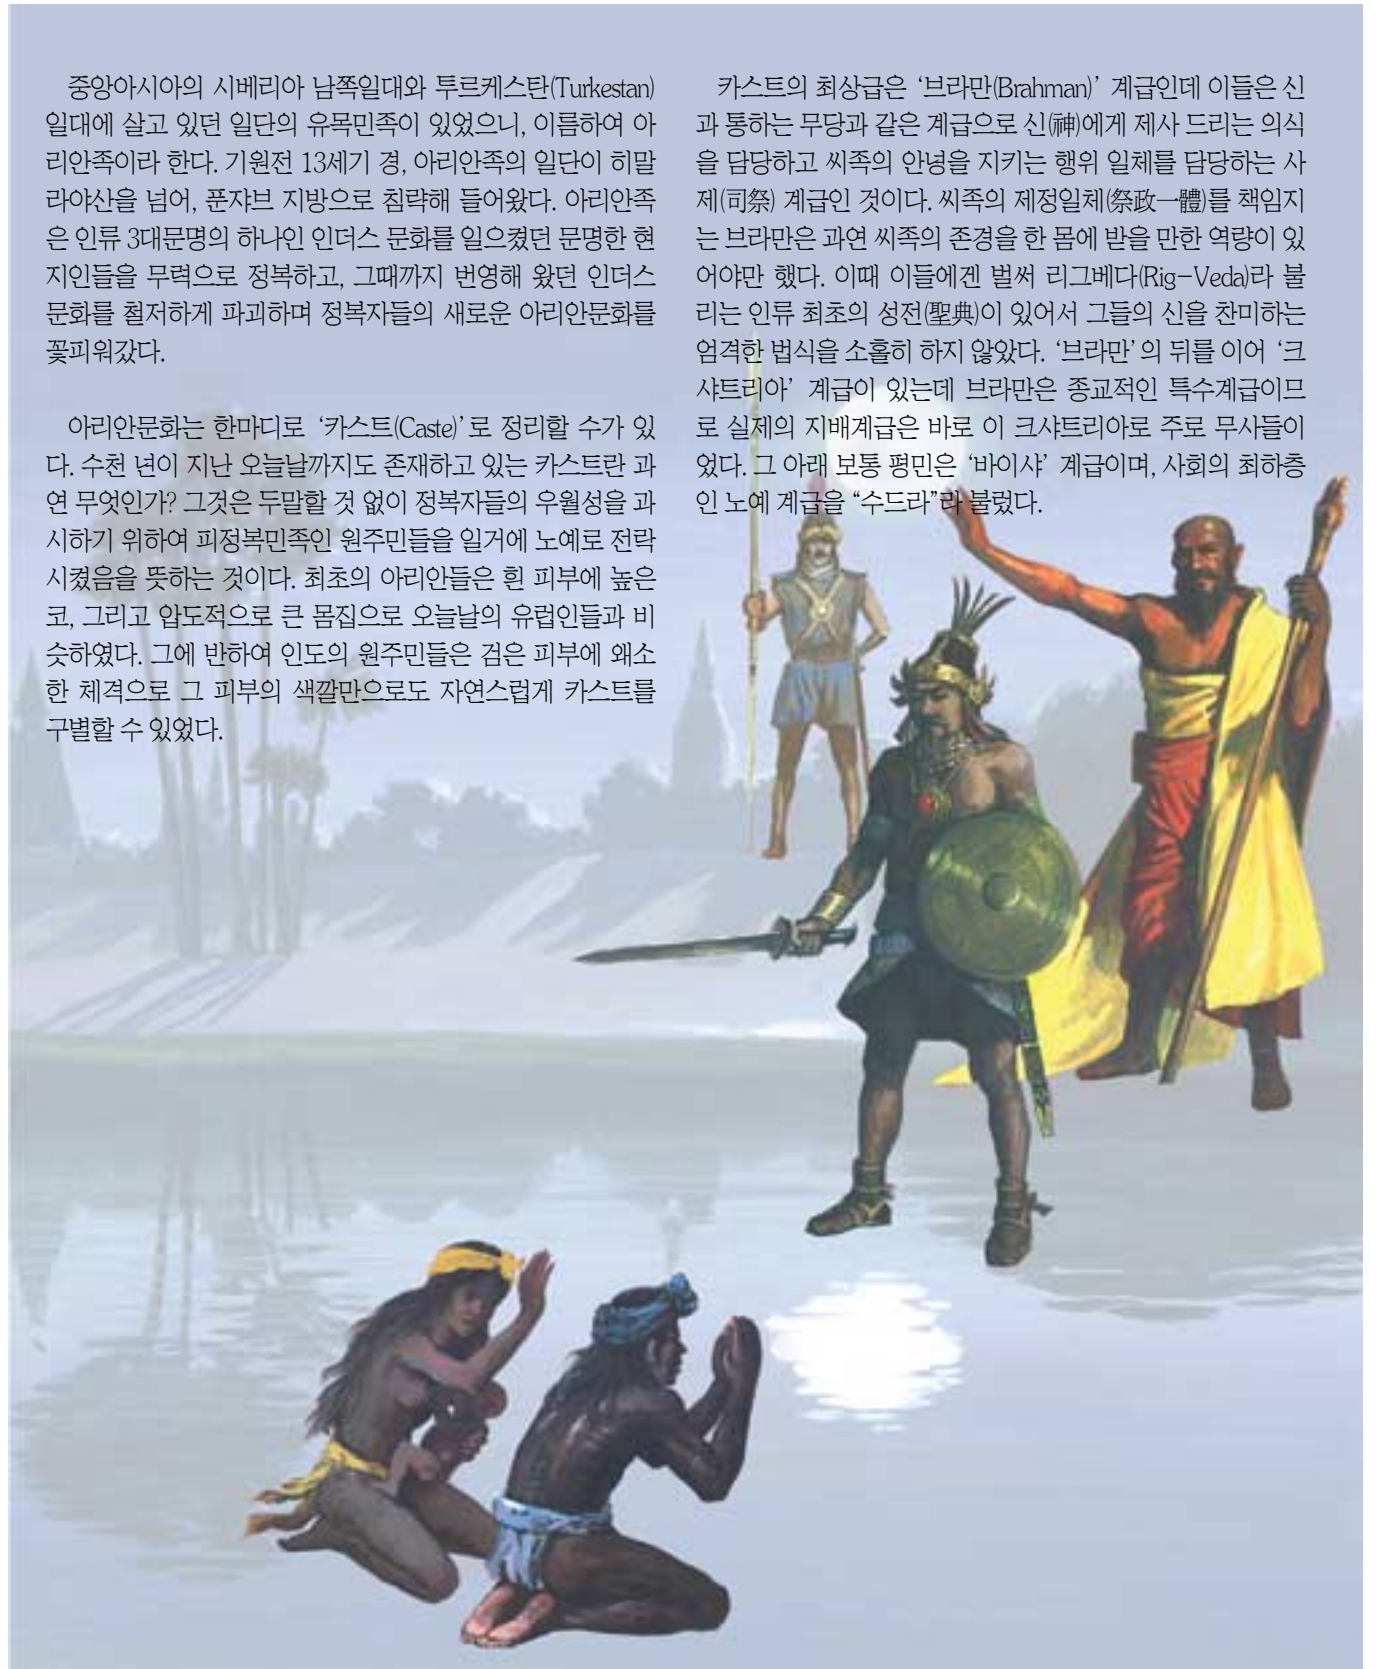 중앙아시아의 시베리아 남쪽일대와 투르케스탄(Turkestan)
일대에 살고 있던 일단의 유목민족이 있었으니, 이름하여 아
리안족이라 한다. 기원전 13세기 경, 아리안족의 일단이 히말
라야산을 넘어, 푼쟈브 지방으로 침략해 들어왔다. 아리안족
은 인류 3대문명의 하나인 인더스 문화를 일으켰던 문명한 현
지인들을 무력으로 정복하고, 그때까지 번영해 왔던 인더스
문화를 철저하게 파괴하며 정복자들의 새로운 아리안문화를
꽃피워갔다.
아리안문화는 한마디로 ‘카스트(Caste)’로 정리할 수가 있
다. 수천 년이 지난 오늘날까지도 존재하고 있는 카스트란 과
연 무엇인가? 그것은 두말할 것 없이 정복자들의 우월성을 과
시하기 위하여 피정복민족인 원주민들을 일거에 노예로 전락
시켰음을 뜻하는 것이다. 최초의 아리안들은 흰 피부에 높은
코, 그리고 압도적으로 큰 몸집으로 오늘날의 유럽인들과 비
슷하였다. 그에 반하여 인도의 원주민들은 검은 피부에 왜소
한 체격으로 그 피부의 색깔만으로도 자연스럽게 카스트를
구별할 수 있었다.
카스트의 최상급은 ‘브라만(Brahman)’ 계급인데 이들은 신
과 통하는 무당과 같은 계급으로 신(神)에게 제사 드리는 의식
을 담당하고 씨족의 안녕을 지키는 행위 일체를 담당하는 사
제(司祭) 계급인 것이다. 씨족의 제정일체(祭政一體)를 책임지
는 브라만은 과연 씨족의 존경을 한 몸에 받을 만한 역량이 있
어야만 했다. 이때 이들에겐 벌써 리그베다(Rig-Veda)라 불
리는 인류 최초의 성전(聖典)이 있어서 그들의 신을 찬미하는
엄격한 법식을 소홀히 하지 않았다. ‘브라만’의 뒤를 이어 ‘크
샤트리아’ 계급이 있는데 브라만은 종교적인 특수계급이므
로 실제의 지배계급은 바로 이 크샤트리아로 주로 무사들이
었다. 그 아래 보통 평민은 ‘바이샤’ 계급이며, 사회의 최하층
인 노예 계급을 “수드라”라 불렀다.